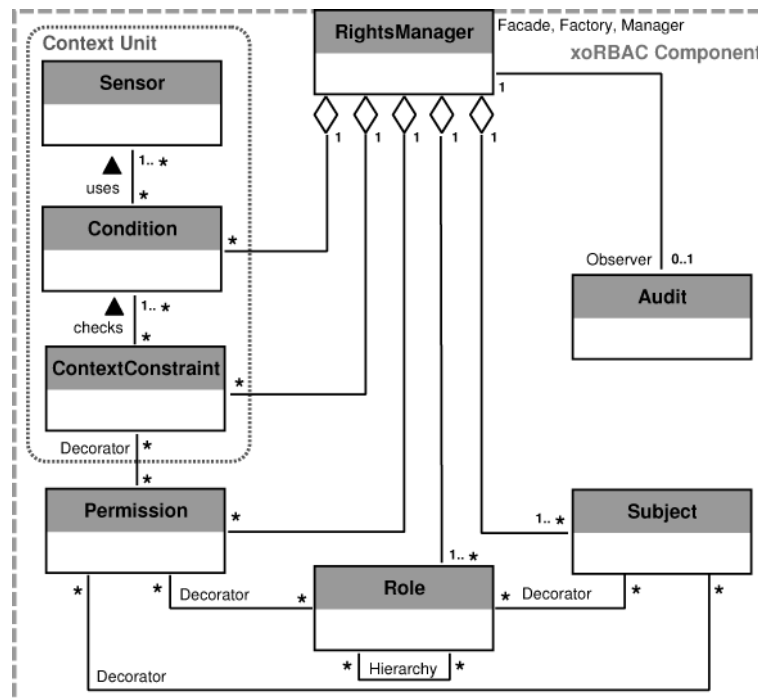 Context Unit
RightsManager
Facade, Factory, Manager
xoRBAC Component
Sensor
1
1 1 1 1 1
1.. *
uses
*
Condition
*
Observer 0..1
Audit
1.. *
checks
*
ContextConstraint
*
Decorator *
*
Permission
*
1.. *
Subject
1.. *
Role
* * Decorator * * Decorator * *
* Hierarchy *
Decorator